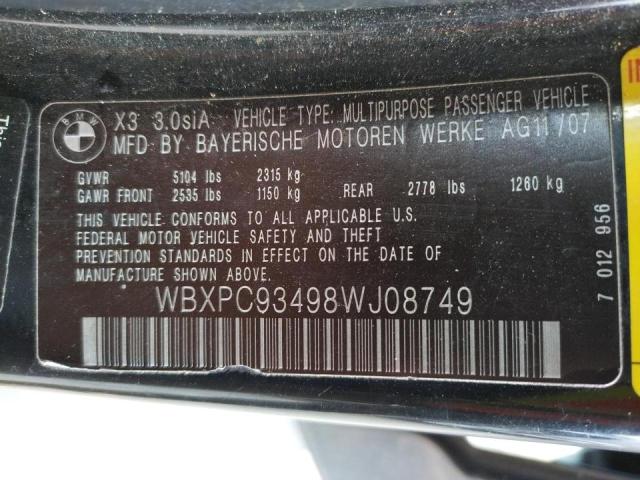 BMW
X3 3.0siA VEHICLE TYPE: MULTIPURPOSE PASSENGER VEHICLE
MFD BY BAYERISCHE MOTOREN WERKE AG11/07
GVWR 5104 lbs 2315 kg
GAWR FRONT 2535 lbs 1150 kg REAR 2778 lbs 1260 kg
THIS VEHICLE CONFORMS TO ALL APPLICABLE U.S.
FEDERAL MOTOR VEHICLE SAFETY AND THEFT
PREVENTION STANDARDS IN EFFECT ON THE DATE OF
MANUFACTURE SHOWN ABOVE.
WBXPC93498WJ08749
7 012 956